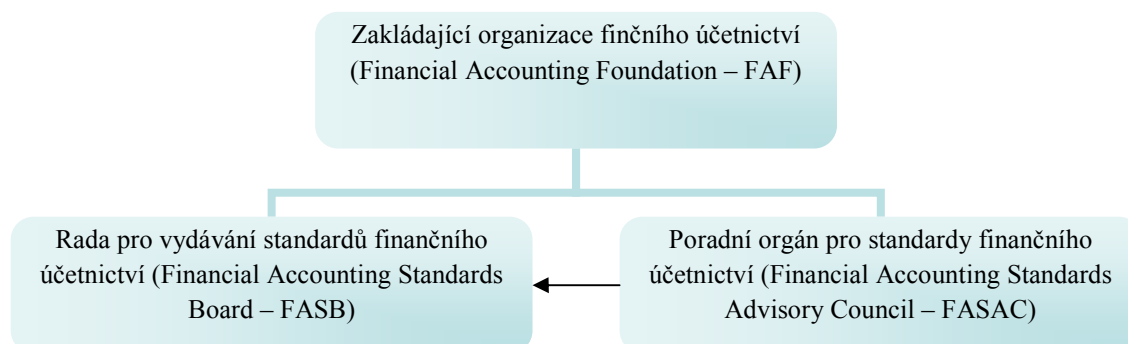 Zakládající organizace finčního účetnictví
(Financial Accounting Foundation – FAF)
Rada pro vydávání standardů finančního
účetnictví (Financial Accounting Standards
Board – FASB)
Poradní orgán pro standardy finančního
účetnictví (Financial Accounting Standards
Advisory Council – FASAC)